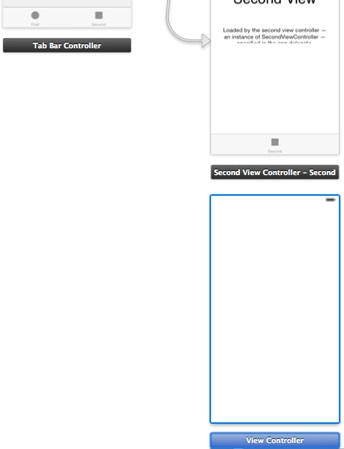 Second View
Loaded by the second view controller —
an instance of SecondViewController —
specified in the app delegate
First
Second
Tab Bar Controller
Second
Second View Controller – Second
View Controller